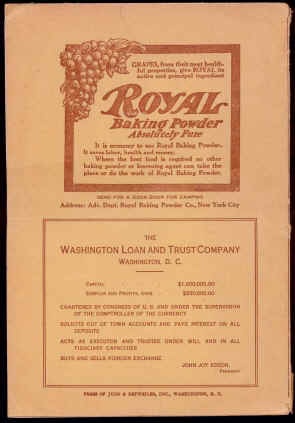 GRAPES, from their most health-
ful properties, give ROYAL its
active and principal ingredient
ROYAL
Baking Powder
Absolutely Pure
It is economy to use Royal Baking Powder.
It saves labor, health and money.
Where the best food is required no other
baking powder or leavening agent can take the
place or do the work of Royal Baking Powder.
SEND FOR A COOK BOOK FOR CAMPING
Address: Adv. Dept. Royal Baking Powder Co., New York City
THE
WASHINGTON LOAN AND TRUST COMPANY
WASHINGTON, D. C.
CAPITAL $1,000,000.00
SURPLUS AND PROFITS, OVER
CHARTERED BY CONGRESS OF U. S. AND UNDER THE SUPERVISION
OF THE COMPTROLLER OF THE CURRENCY
SOLICITS OUT OF TOWN ACCOUNTS AND PAYS INTEREST ON ALL
DEPOSITS
ACTS AS EXECUTOR AND TRUSTEE UNDER WILL AND IN ALL
FIDUCIARY CAPACITIES
BUYS AND SELLS FOREIGN EXCHANGE
JOHN JOY EDSON,
PRESIDENT
PRESS OF JUDD & DETWEILER, INC., WASHINGTON, D. C.